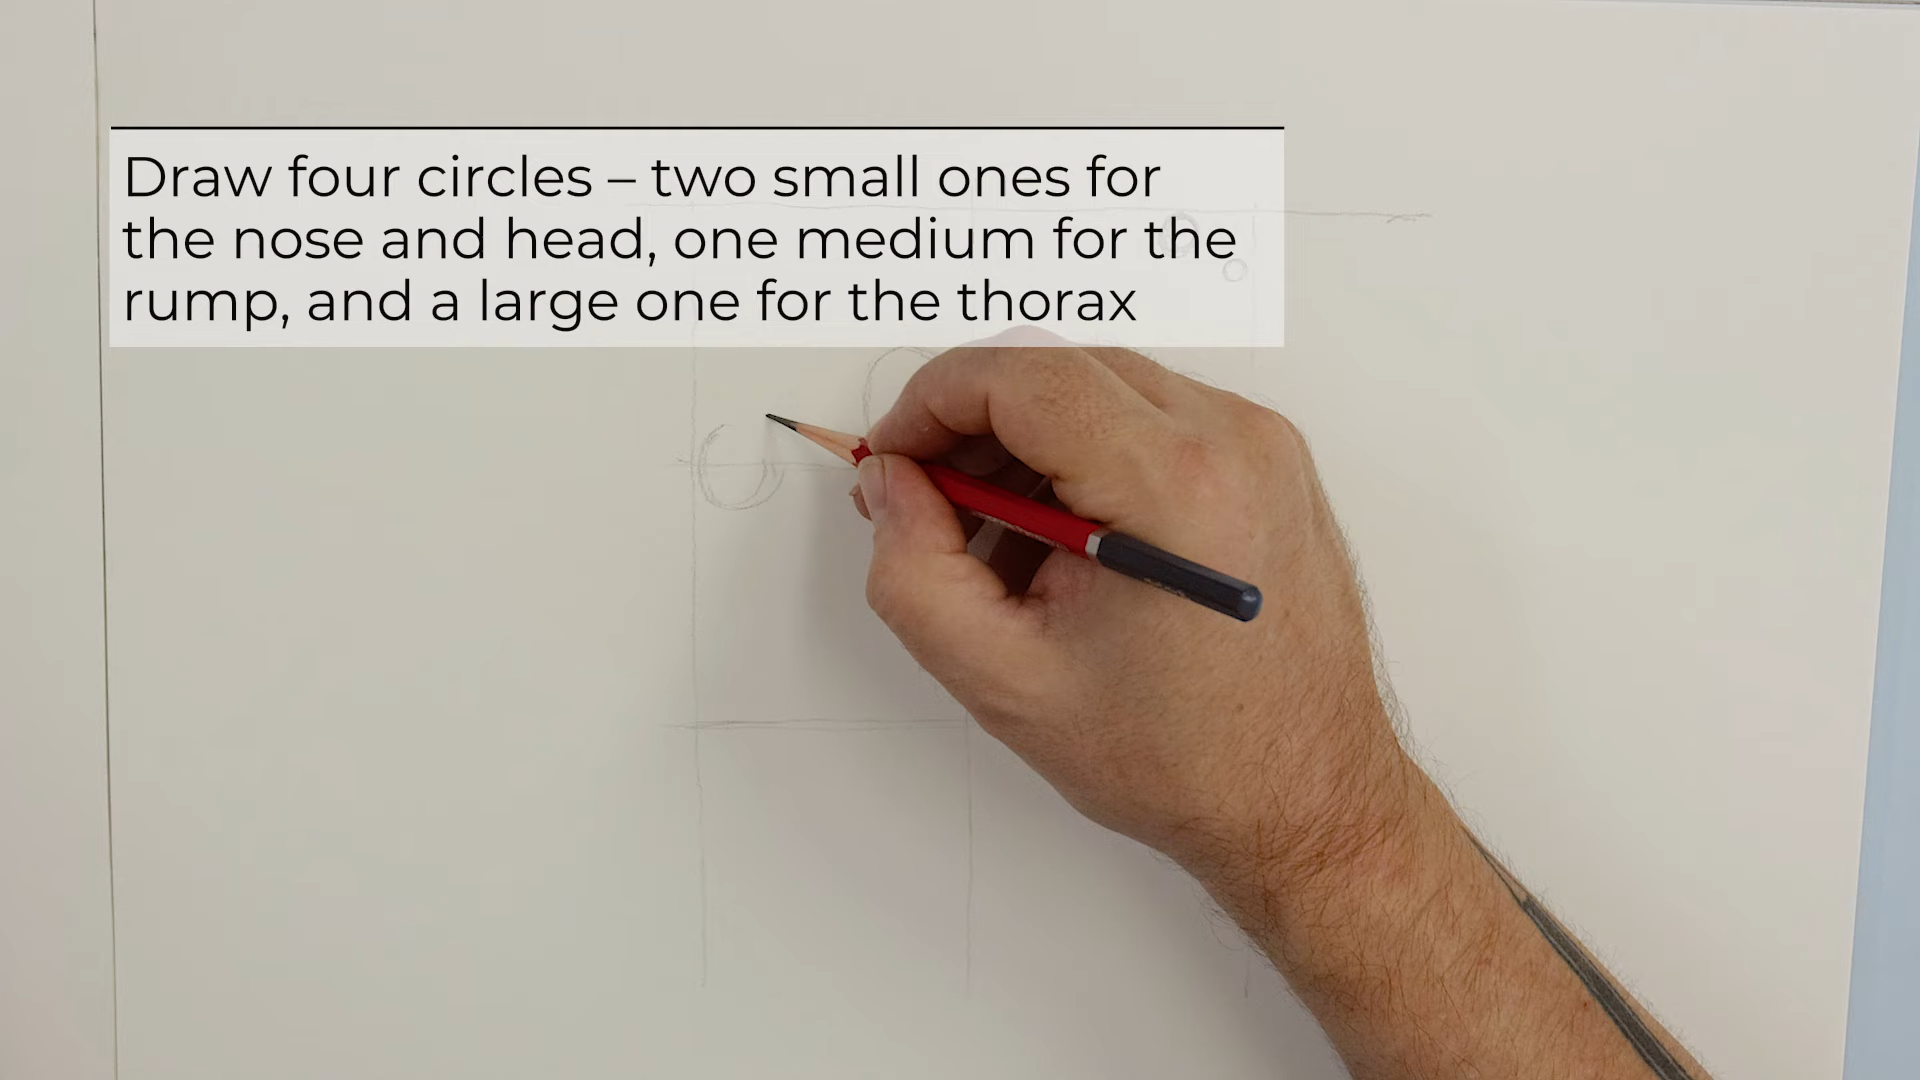 Draw four circles – two small ones for
the nose and head, one medium for the
rump, and a large one for the thorax